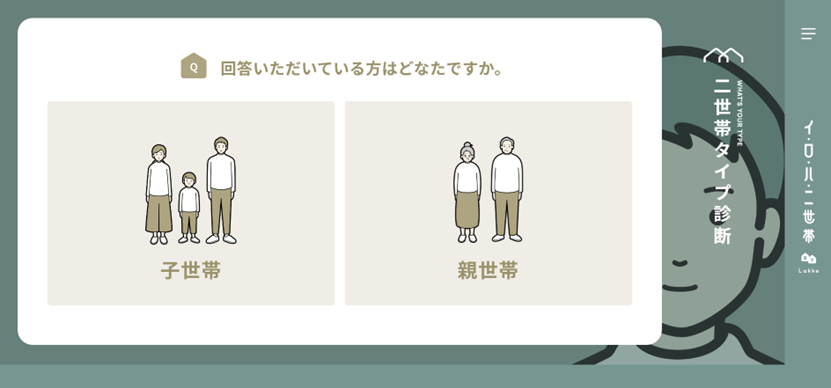 Q 回答いただいている方はどなたですか。
子世帯
親世帯
WHAT'S YOUR TYPE
二世帯タイプ診断
イ・ロ・ハ・ニ・二世帯
Lakke